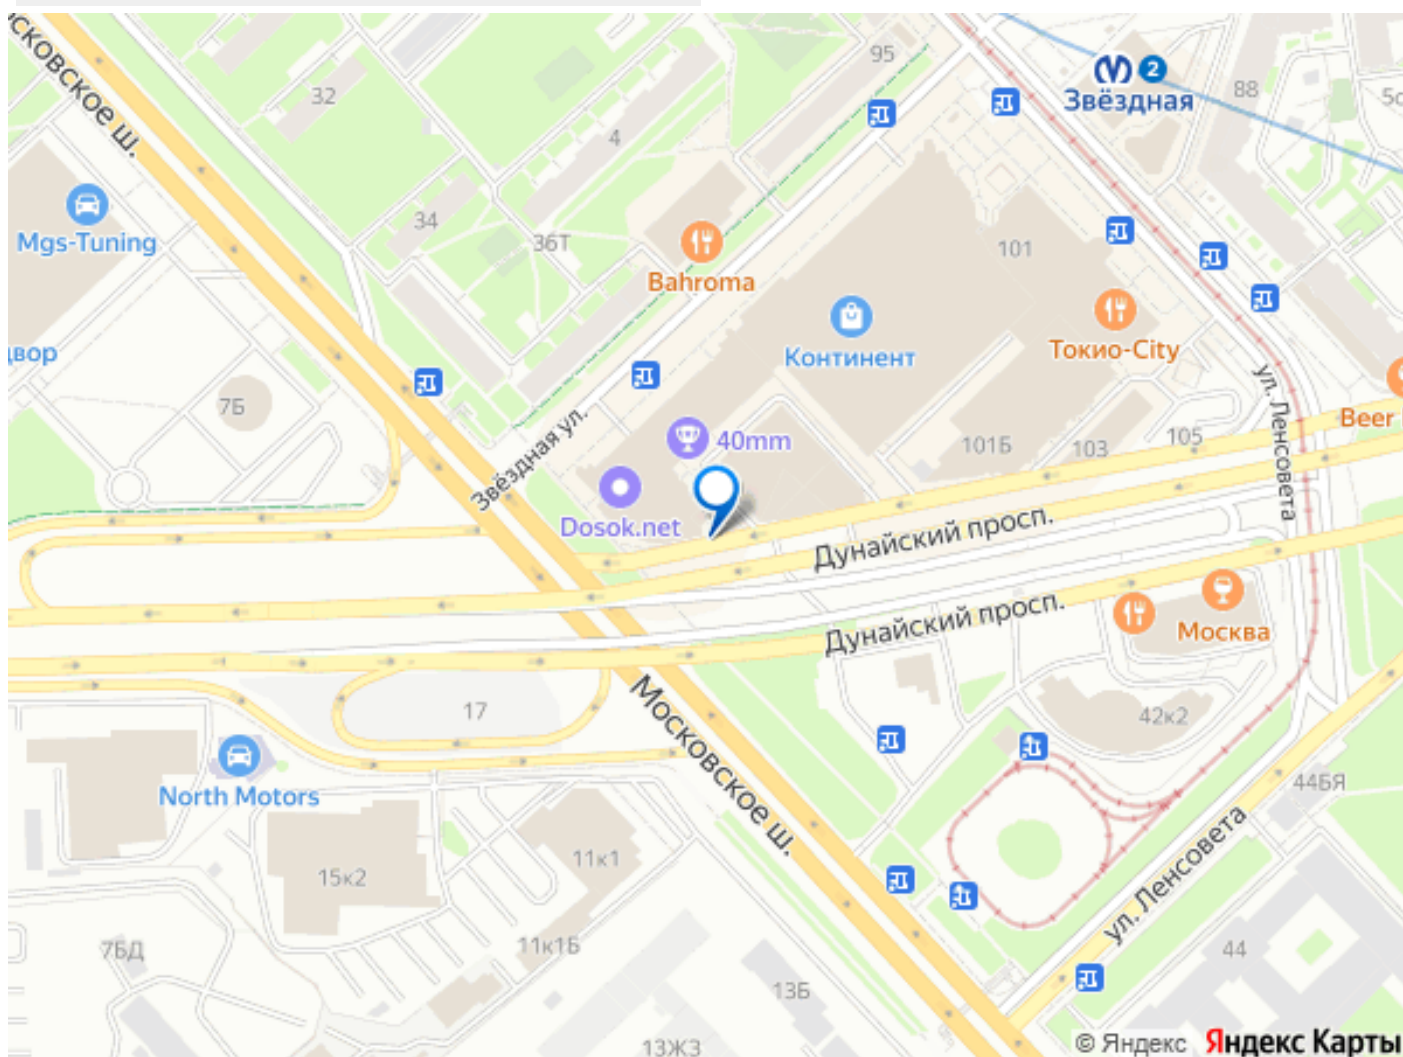 сковское ш.
95
2
Звёздная
88
5с
32
4
Mgs-Tuning
34
36Т
Bahroma
101
Континент
Токио-City
двор
7Б
ул. Ленсовета
Beer
Звёздная ул.
40mm
101Б
103
105
Dosok.net
Дунайский просп.
Дунайский просп.
Москва
17
Московское ш.
42к2
North Motors
44БЯ
15к2
11к1
ул. Ленсовета
7БД
11к1Б
44
13Б
13Ж3
© Яндекс Яндекс Карты